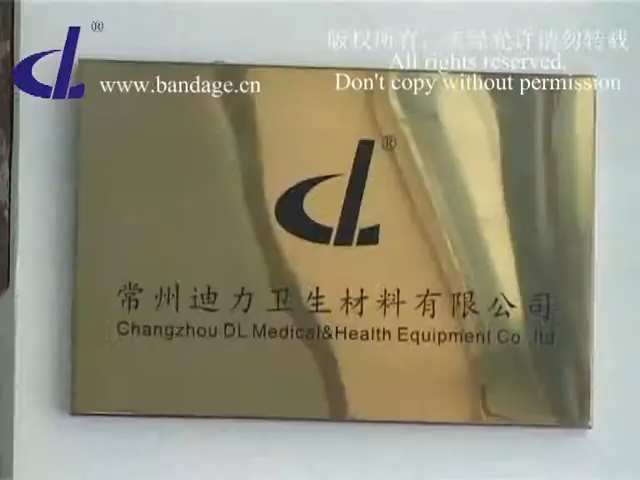 dL®
www.bandage.cn
版权所有,未经允许请勿转载
All rights reserved,
Don't copy without permission
dL®
常州迪力卫生材料有限公司
Changzhou DL Medical&Health Equipment Co .,ltd